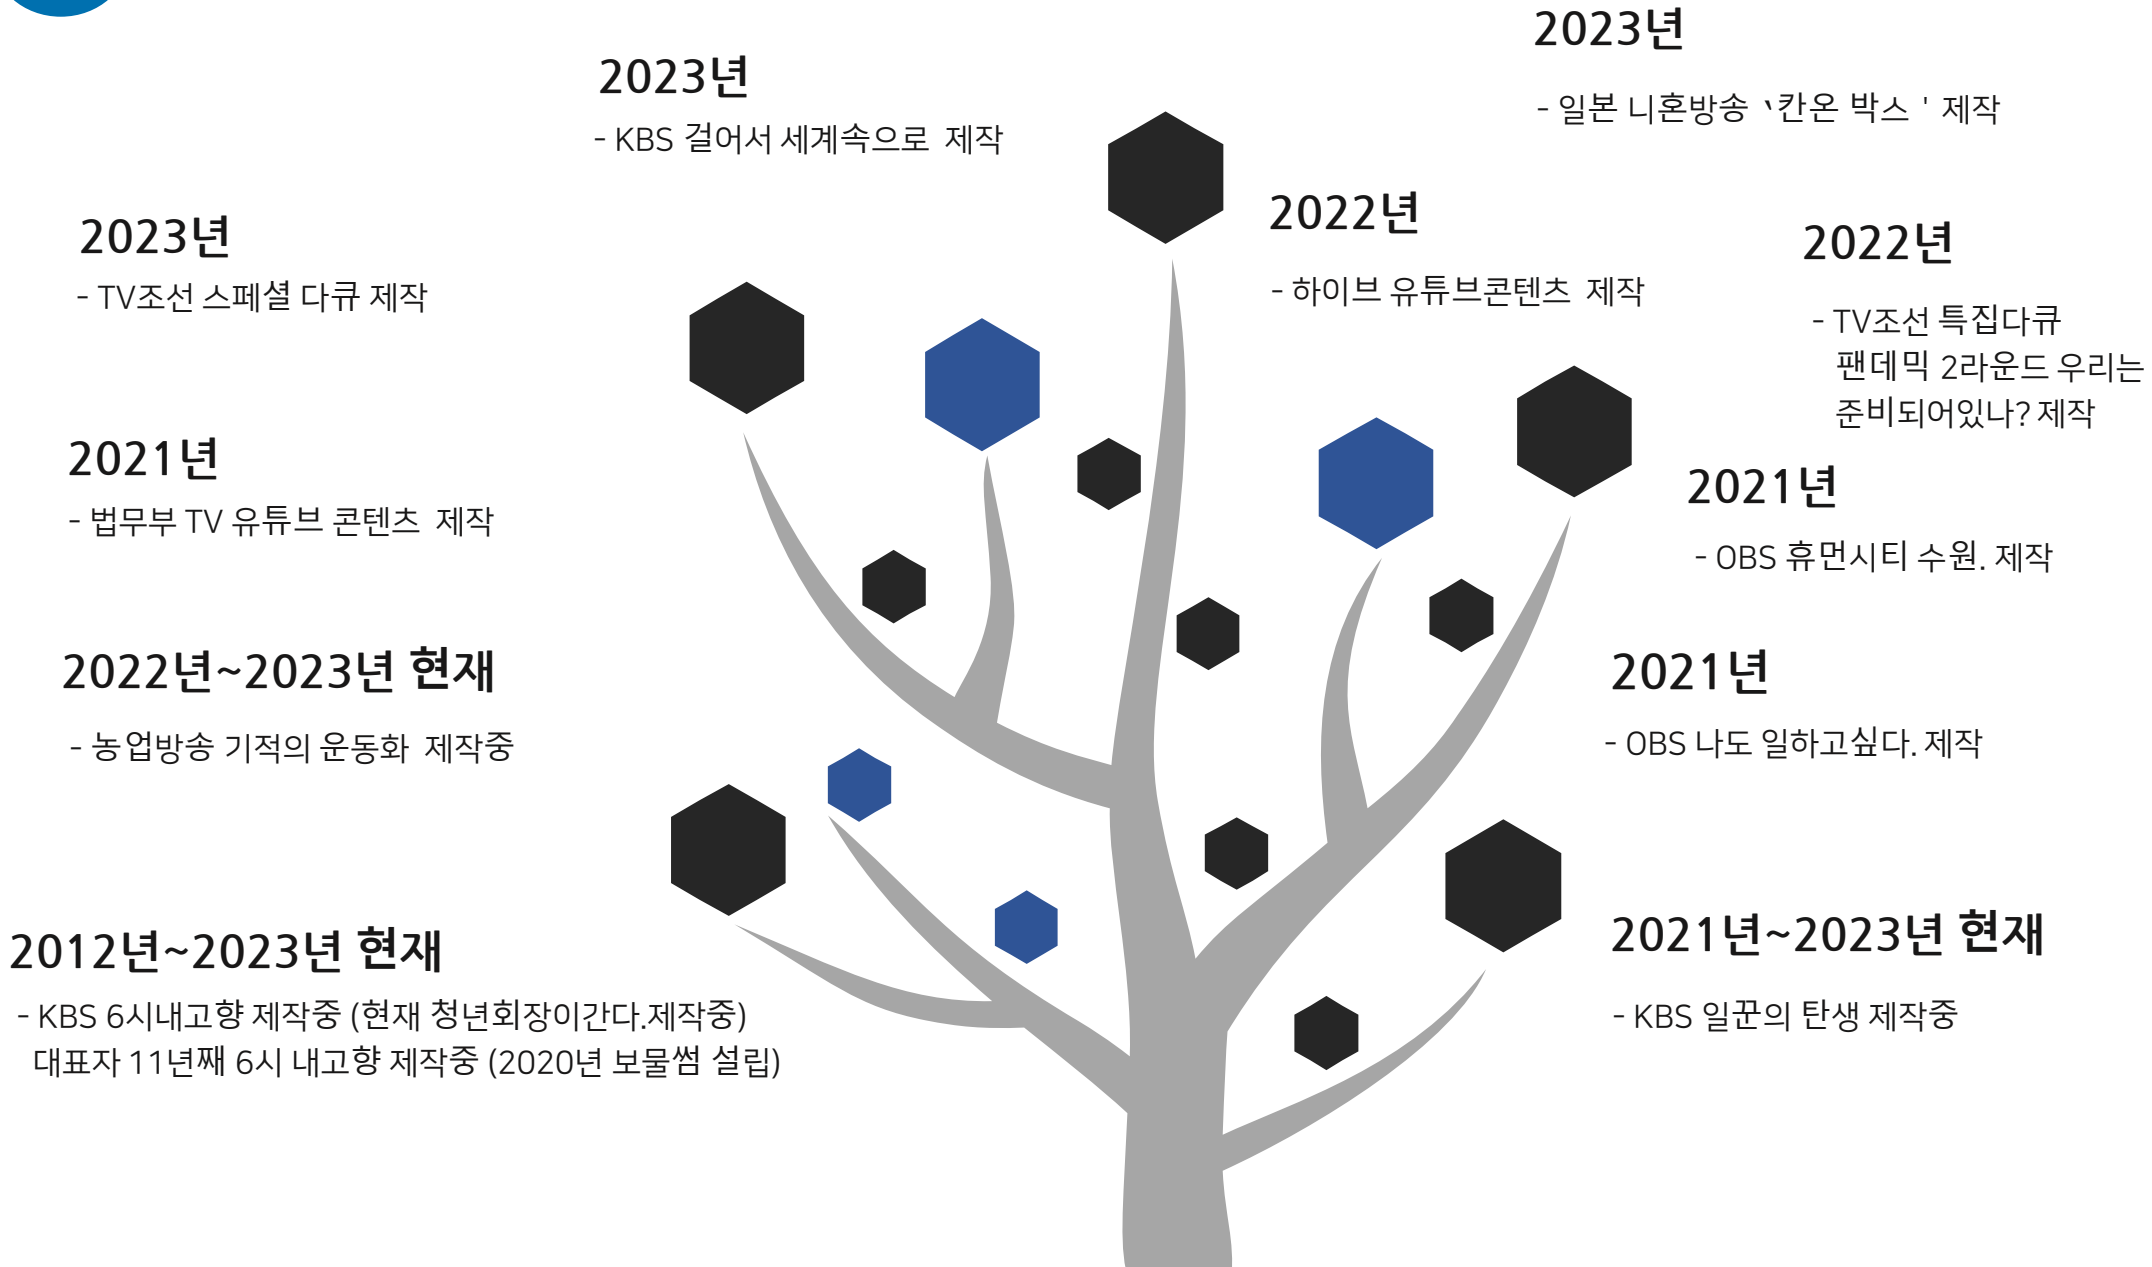 2023년
- KBS 걸어서 세계속으로 제작
2023년
- TV조선 스페셜 다큐 제작
2021년
- 법무부 TV 유튜브 콘텐츠 제작
2022년~2023년 현재
- 농업방송 기적의 운동화 제작중
2012년~2023년 현재
- KBS 6시내고향 제작중 (현재 청년회장이간다.제작중)
대표자 11년째 6시 내고향 제작중 (2020년 보물썸 설립)
2023년
- 일본 니혼방송 ‵칸온 박스 ' 제작
2022년
- 하이브 유튜브콘텐츠 제작
2022년
- TV조선 특집다큐
팬데믹 2라운드 우리는
준비되어있나? 제작
2021년
- OBS 휴먼시티 수원. 제작
2021년
- OBS 나도 일하고싶다. 제작
2021년~2023년 현재
- KBS 일꾼의 탄생 제작중